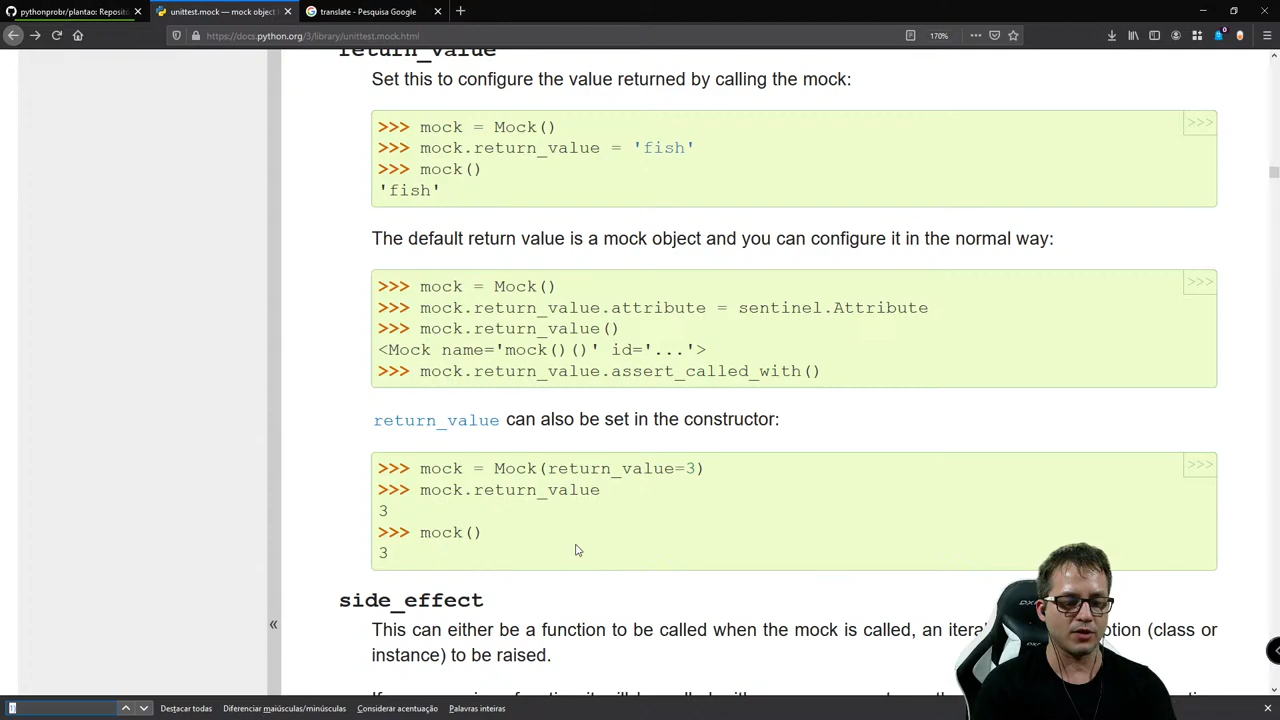 pythonprobr/plantao: Reposito
unittest.mock — mock object l
translate - Pesquisa Google
https://docs.python.org/3/library/unittest.mock.html
170%
return_value
Set this to configure the value returned by calling the mock:
>>>
>>> mock = Mock()
>>> mock.return_value = 'fish'
>>> mock()
'fish'
The default return value is a mock object and you can configure it in the normal way:
>>>
>>> mock = Mock()
>>> mock.return_value.attribute = sentinel.Attribute
>>> mock.return_value()
<Mock name='mock()()' id='...'>
>>> mock.return_value.assert_called_with()
return_value can also be set in the constructor:
>>>
>>> mock = Mock(return_value=3)
>>> mock.return_value
3
>>> mock()
3
side_effect
«
This can either be a function to be called when the mock is called, an itera ption (class or
instance) to be raised.
Destacar todas Diferenciar maiúsculas/minúsculas Considerar acentuação Palavras inteiras